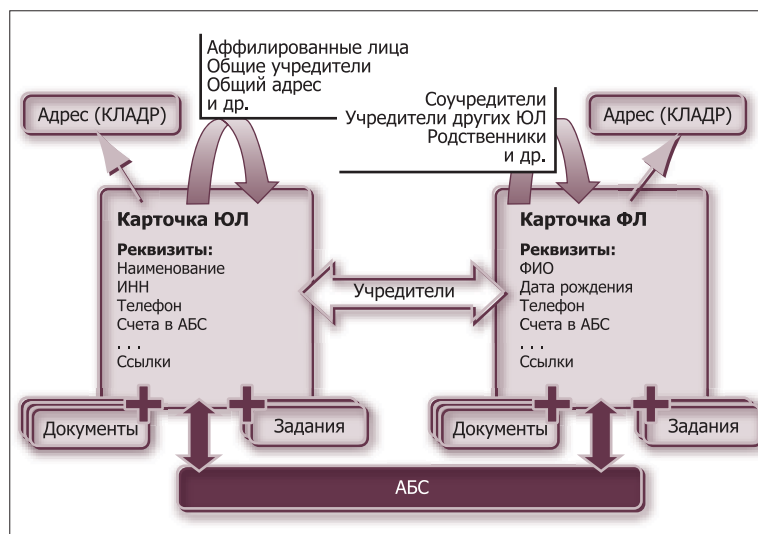 Аффилированные лица
Общие учредители
Общий адрес
и др.
Соучредители
Учредители других ЮЛ
Родственники
и др.
Адрес (КЛАДР)
Адрес (КЛАДР)
Карточка ЮЛ
Реквизиты:
Наименование
ИНН
Телефон
Счета в АБС
. . .
Ссылки
Учредители
Карточка ФЛ
Реквизиты:
ФИО
Дата рождения
Телефон
Счета в АБС
. . .
Ссылки
Документы
Задания
Документы
Задания
АБС